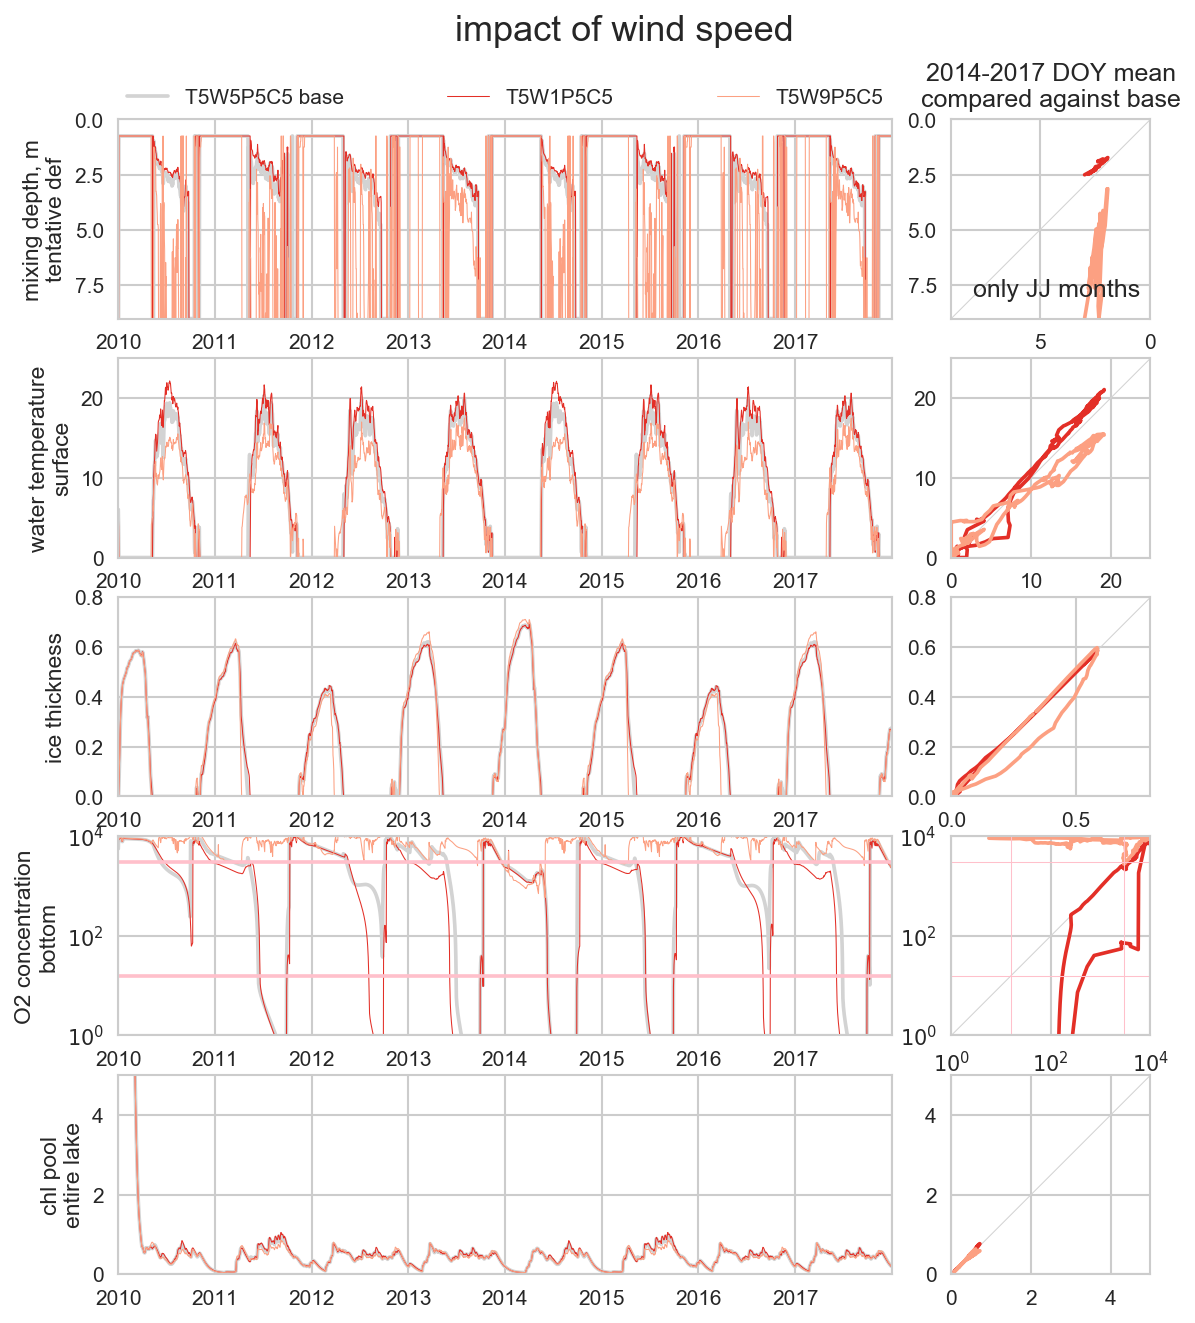 impact of wind speed
T5W5P5C5 base
T5W1P5C5
T5W9P5C5
2014-2017 DOY mean
compared against base
mixing depth, m
tentative def
0.0
2.5
5.0
7.5
2010 2011 2012 2013 2014 2015 2016 2017
0.0
2.5
5.0
7.5
only JJ months
5 0
water temperature
surface
20
10
0
2010 2011 2012 2013 2014 2015 2016 2017
20
10
0
0 10 20
ice thickness
0.8
0.6
0.4
0.2
0.0
2010 2011 2012 2013 2014 2015 2016 2017
0.8
0.6
0.4
0.2
0.0
0.0 0.5
O2 concentration
bottom
10⁴
10²
10⁰
2010 2011 2012 2013 2014 2015 2016 2017
10⁴
10²
10⁰
10⁰ 10² 10⁴
chl pool
entire lake
4
2
0
2010 2011 2012 2013 2014 2015 2016 2017
4
2
0
0 2 4